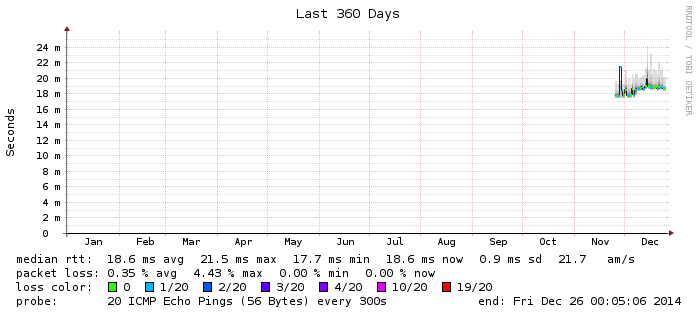 Last 360 Days
RRDTOOL / TOBI OETIKER
Seconds
24 m
22 m
20 m
18 m
16 m
14 m
12 m
10 m
8 m
6 m
4 m
2 m
0
Jan Feb Mar Apr May Jun Jul Aug Sep Oct Nov Dec
median rtt: 18.6 ms avg 21.5 ms max 17.7 ms min 18.6 ms now 0.9 ms sd 21.7 am/s
packet loss: 0.35 % avg 4.43 % max 0.00 % min 0.00 % now
loss color: 0 1/20 2/20 3/20 4/20 10/20 19/20
probe: 20 ICMP Echo Pings (56 Bytes) every 300s end: Fri Dec 26 00:05:06 2014